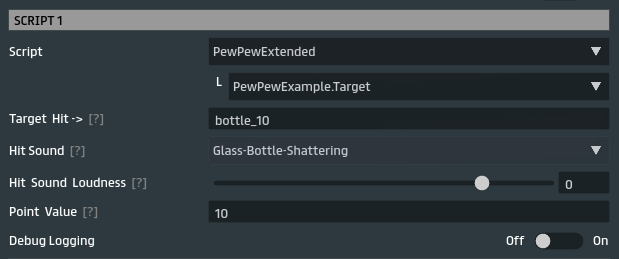 SCRIPT 1
Script PewPewExtended
PewPewExample.Target
Target Hit -> [?] bottle_10
Hit Sound [?] Glass-Bottle-Shattering
Hit Sound Loudness [?] 0
Point Value [?] 10
Debug Logging Off On